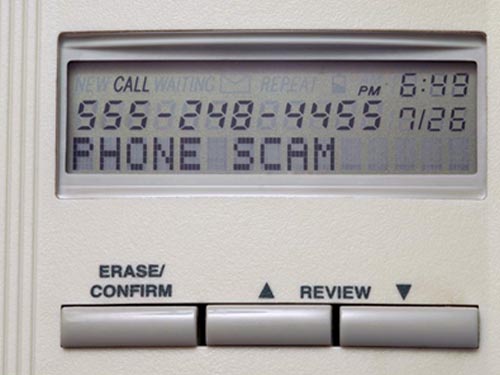 NEW CALL WAITING REPEAT PM 6:49
555-248-4455 7/26
PHONE SCAM
ERASE/
CONFIRM
REVIEW